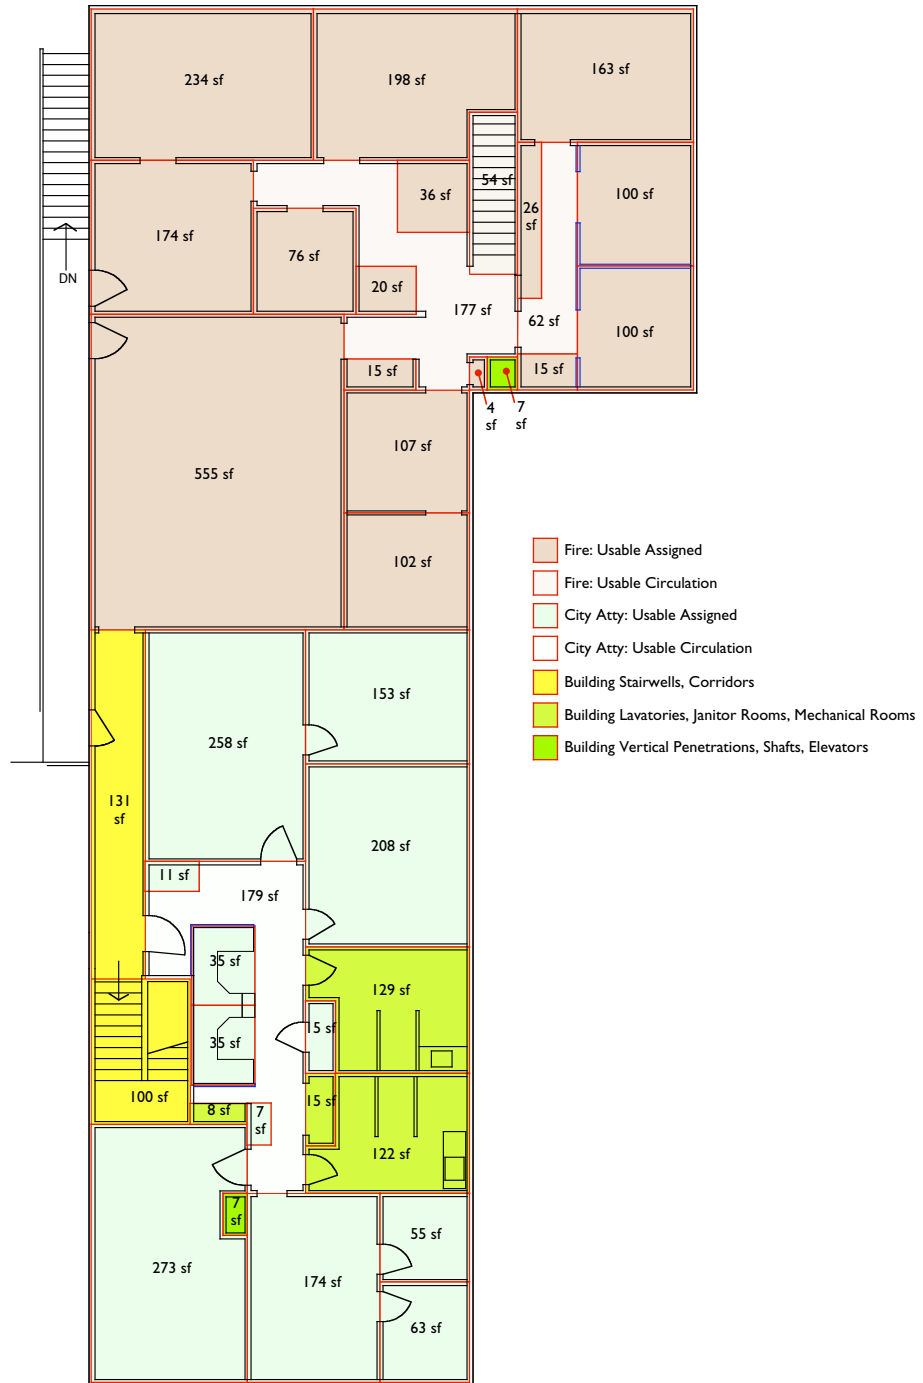 234 sf
198 sf
163 sf
54 sf
36 sf
26
sf
100 sf
174 sf
76 sf
DN
20 sf
177 sf
62 sf
100 sf
15 sf
15 sf
4
sf
7
sf
107 sf
555 sf
102 sf
Fire: Usable Assigned
Fire: Usable Circulation
City Atty: Usable Assigned
City Atty: Usable Circulation
Building Stairwells, Corridors
Building Lavatories, Janitor Rooms, Mechanical Rooms
Building Vertical Penetrations, Shafts, Elevators
153 sf
258 sf
131
sf
208 sf
11 sf
179 sf
35 sf
129 sf
15 sf
35 sf
100 sf
8 sf
7
sf
15 sf
122 sf
7
sf
55 sf
273 sf
174 sf
63 sf